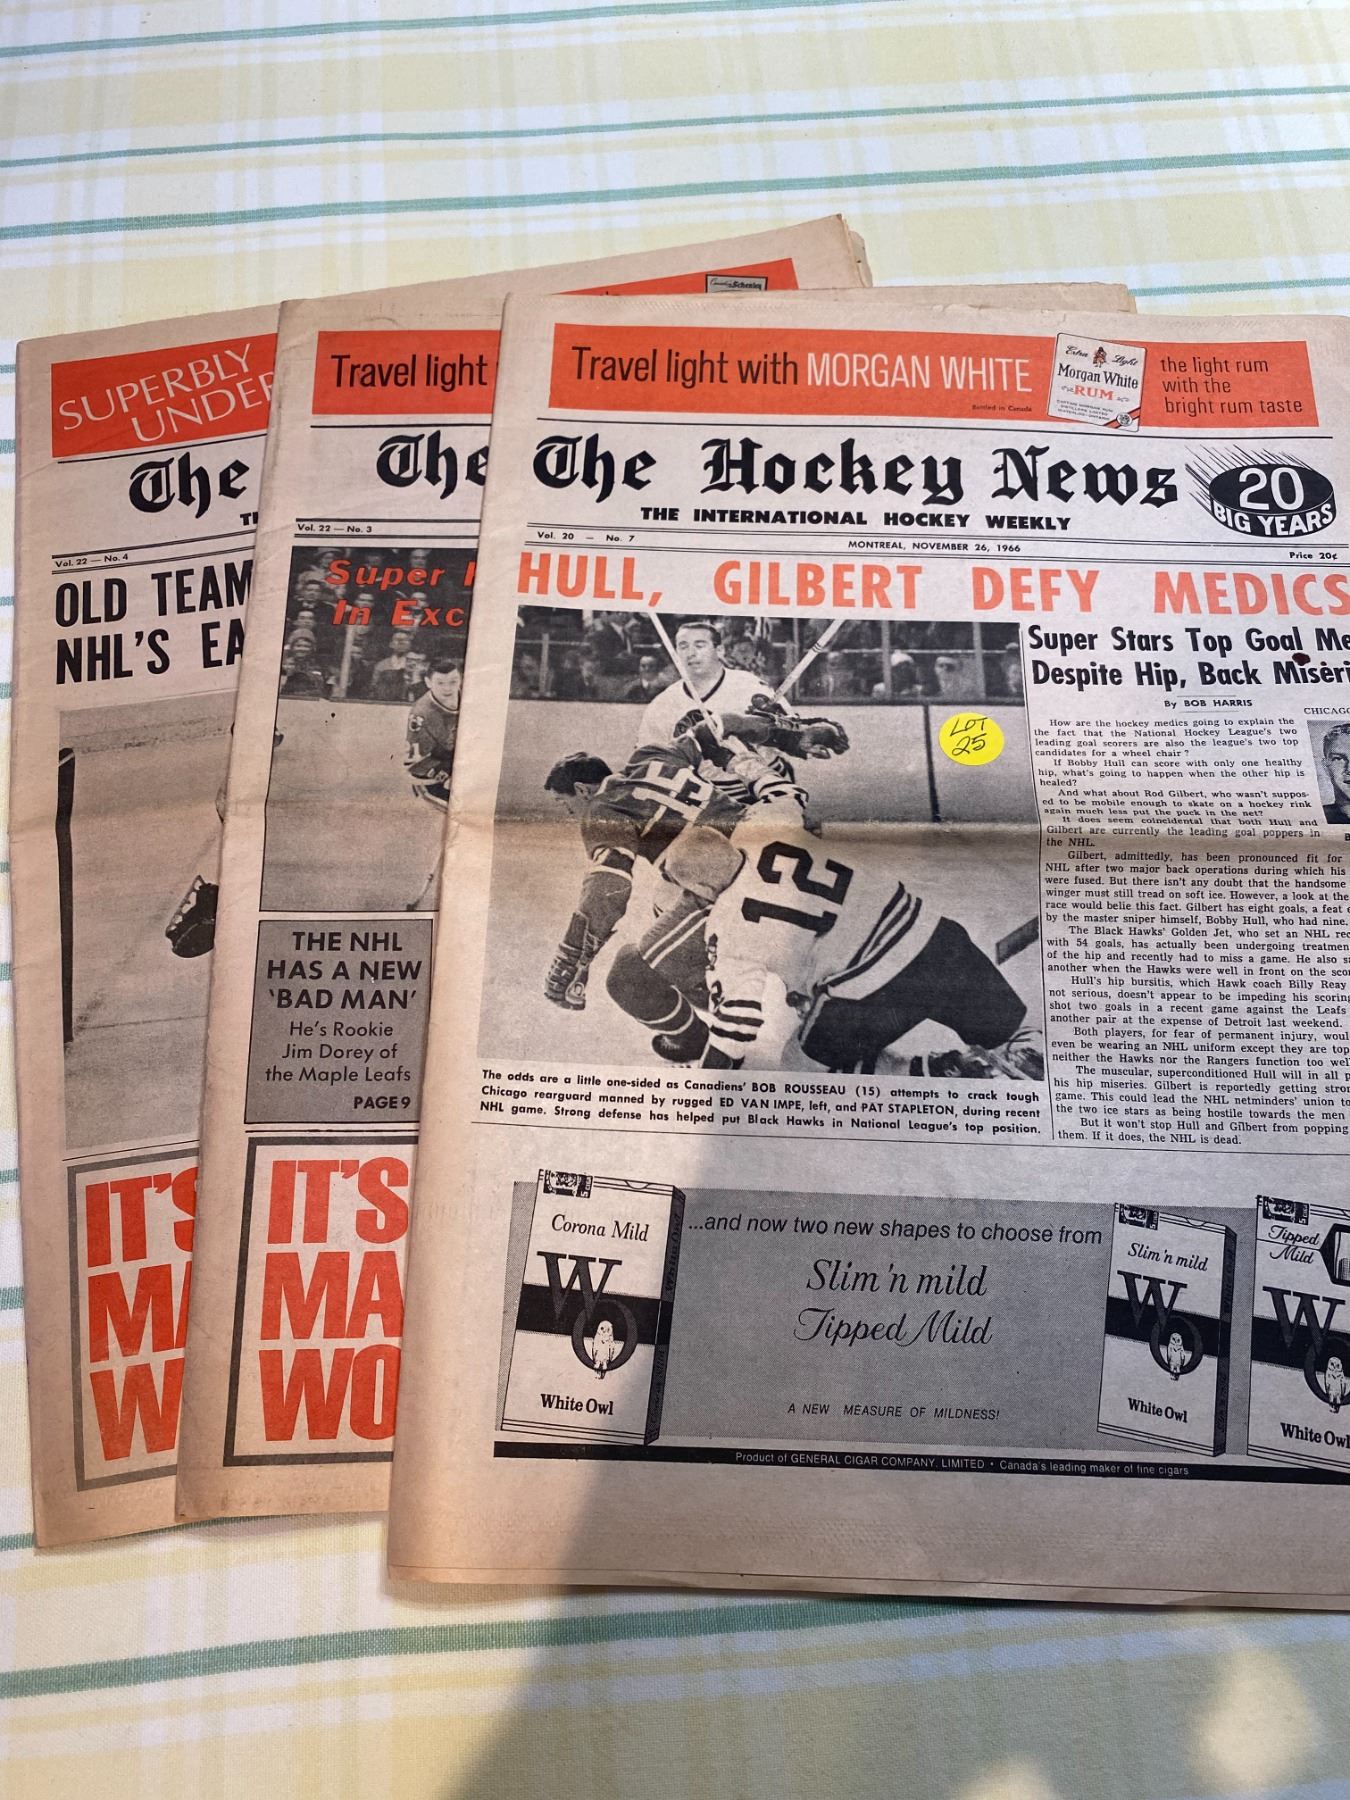 SUPERBLY
UNDER
The
Vol. 22 — No. 4
OLD TEAM
NHL'S EA
IT'S
MA
W
Canadian Schenley
Travel light
The
Vol. 22 — No. 3
Super
In Exc
THE NHL
HAS A NEW
'BAD MAN'
He's Rookie
Jim Dorey of
the Maple Leafs
PAGE 9
IT'S
MA
WO
Travel light with MORGAN WHITE
Bottled in Canada
Extra Light
Morgan White
RUM
the light rum
with the
bright rum taste
The Hockey News
20
BIG YEARS
THE INTERNATIONAL HOCKEY WEEKLY
Vol. 20 — No. 7
MONTREAL, NOVEMBER 26, 1966
Price 20¢
HULL, GILBERT DEFY MEDICS
15
12
LOT
25
The odds are a little one-sided as Canadiens' BOB ROUSSEAU (15) attempts to crack tough
Chicago rearguard manned by rugged ED VAN IMPE, left, and PAT STAPLETON, during recent
NHL game. Strong defense has helped put Black Hawks in National League's top position.
Super Stars Top Goal Me
Despite Hip, Back Miseri
By BOB HARRIS
CHICAGO
How are the hockey medics going to explain the
the fact that the National Hockey League's two
leading goal scorers are also the league's two top
candidates for a wheel chair?
If Bobby Hull can score with only one healthy
hip, what's going to happen when the other hip is
healed?
And what about Rod Gilbert, who wasn't suppos-
ed to be mobile enough to skate on a hockey rink
again much less put the puck in the net?
It does seem coincidental that both Hull and
Gilbert are currently the leading goal poppers in
the NHL.
Gilbert, admittedly, has been pronounced fit for
NHL after two major back operations during which his
were fused. But there isn't any doubt that the handsome
winger must still tread on soft ice. However, a look at the
race would belie this fact. Gilbert has eight goals, a feat e
by the master sniper himself, Bobby Hull, who had nine.
The Black Hawks' Golden Jet, who set an NHL rec
with 54 goals, has actually been undergoing treatmen
of the hip and recently had to miss a game. He also s
another when the Hawks were well in front on the sco
Hull's hip bursitis, which Hawk coach Billy Reay
not serious, doesn't appear to be impeding his scoring
shot two goals in a recent game against the Leafs
another pair at the expense of Detroit last weekend.
Both players, for fear of permanent injury, woul
even be wearing an NHL uniform except they are top
neither the Hawks nor the Rangers function too wel
The muscular, superconditioned Hull will in all p
his hip miseries. Gilbert is reportedly getting stron
game. This could lead the NHL netminders' union to
the two ice stars as being hostile towards the men
But it won't stop Hull and Gilbert from popping
them. If it does, the NHL is dead.
Corona Mild
WO
White Owl
...and now two new shapes to choose from
Slim 'n mild
Tipped Mild
A NEW MEASURE OF MILDNESS!
Slim 'n mild
WO
White Owl
Tipped
Mild
WO
White Owl
Product of GENERAL CIGAR COMPANY, LIMITED • Canada's leading maker of fine cigars